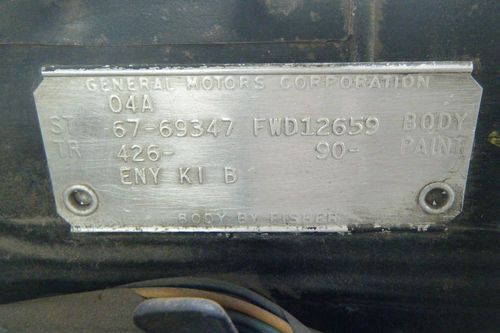 GENERAL MOTORS CORPORATION
04A
ST 67-69347 FWD12659 BODY
TR 426- 90- PAINT
ENY KI B
BODY BY FISHER